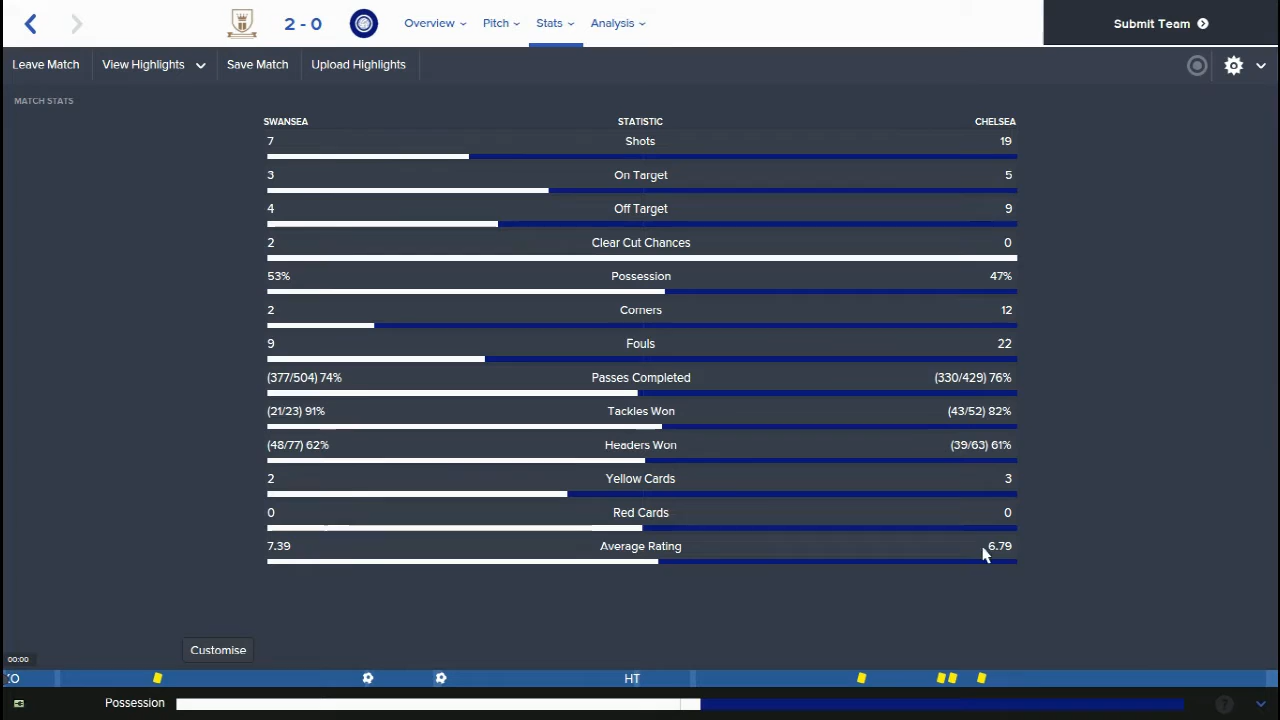 2 - 0 Overview Pitch Stats Analysis Submit Team
Leave Match View Highlights Save Match Upload Highlights
MATCH STATS
SWANSEA STATISTIC CHELSEA
7 Shots 19
3 On Target 5
4 Off Target 9
2 Clear Cut Chances 0
53% Possession 47%
2 Corners 12
9 Fouls 22
(377/504) 74% Passes Completed (330/429) 76%
(21/23) 91% Tackles Won (43/52) 82%
(48/77) 62% Headers Won (39/63) 61%
2 Yellow Cards 3
0 Red Cards 0
7.39 Average Rating 6.79
Customise
00:00
HT
Possession ?